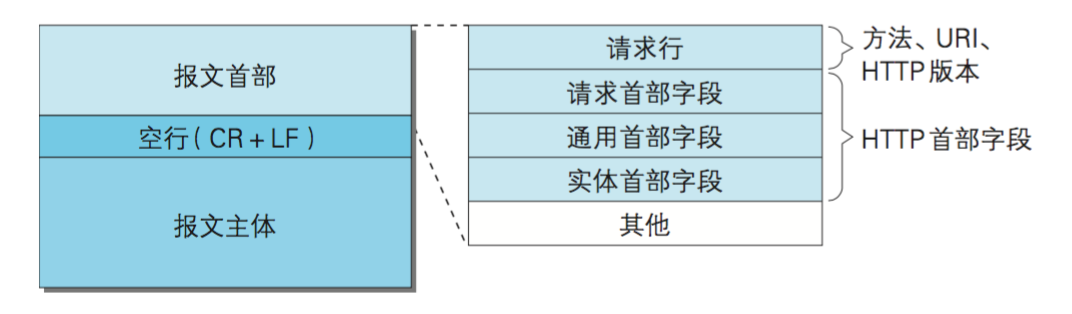 报文首部
空行(CR+LF)
报文主体
请求行
请求首部字段
通用首部字段
实体首部字段
其他
方法、URI、
HTTP版本
HTTP首部字段